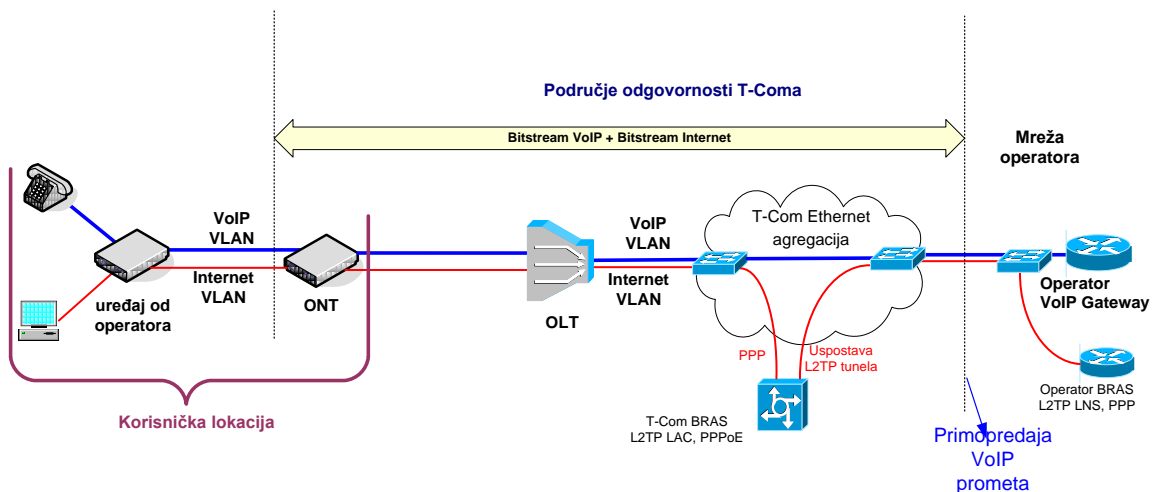 Područje odgovornosti T-Coma
Bitstream VoIP + Bitstream Internet
Mreža
operatora
VoIP
VLAN
Internet
VLAN
uređaj od
operatora
ONT
OLT
VoIP
VLAN
Internet
VLAN
T-Com Ethernet
agregacija
Operator
VoIP Gateway
PPP
Uspostava
L2TP tunela
T-Com BRAS
L2TP LAC, PPPoE
Operator BRAS
L2TP LNS, PPP
Korisnička lokacija
Primopredaja
VoIP
prometa